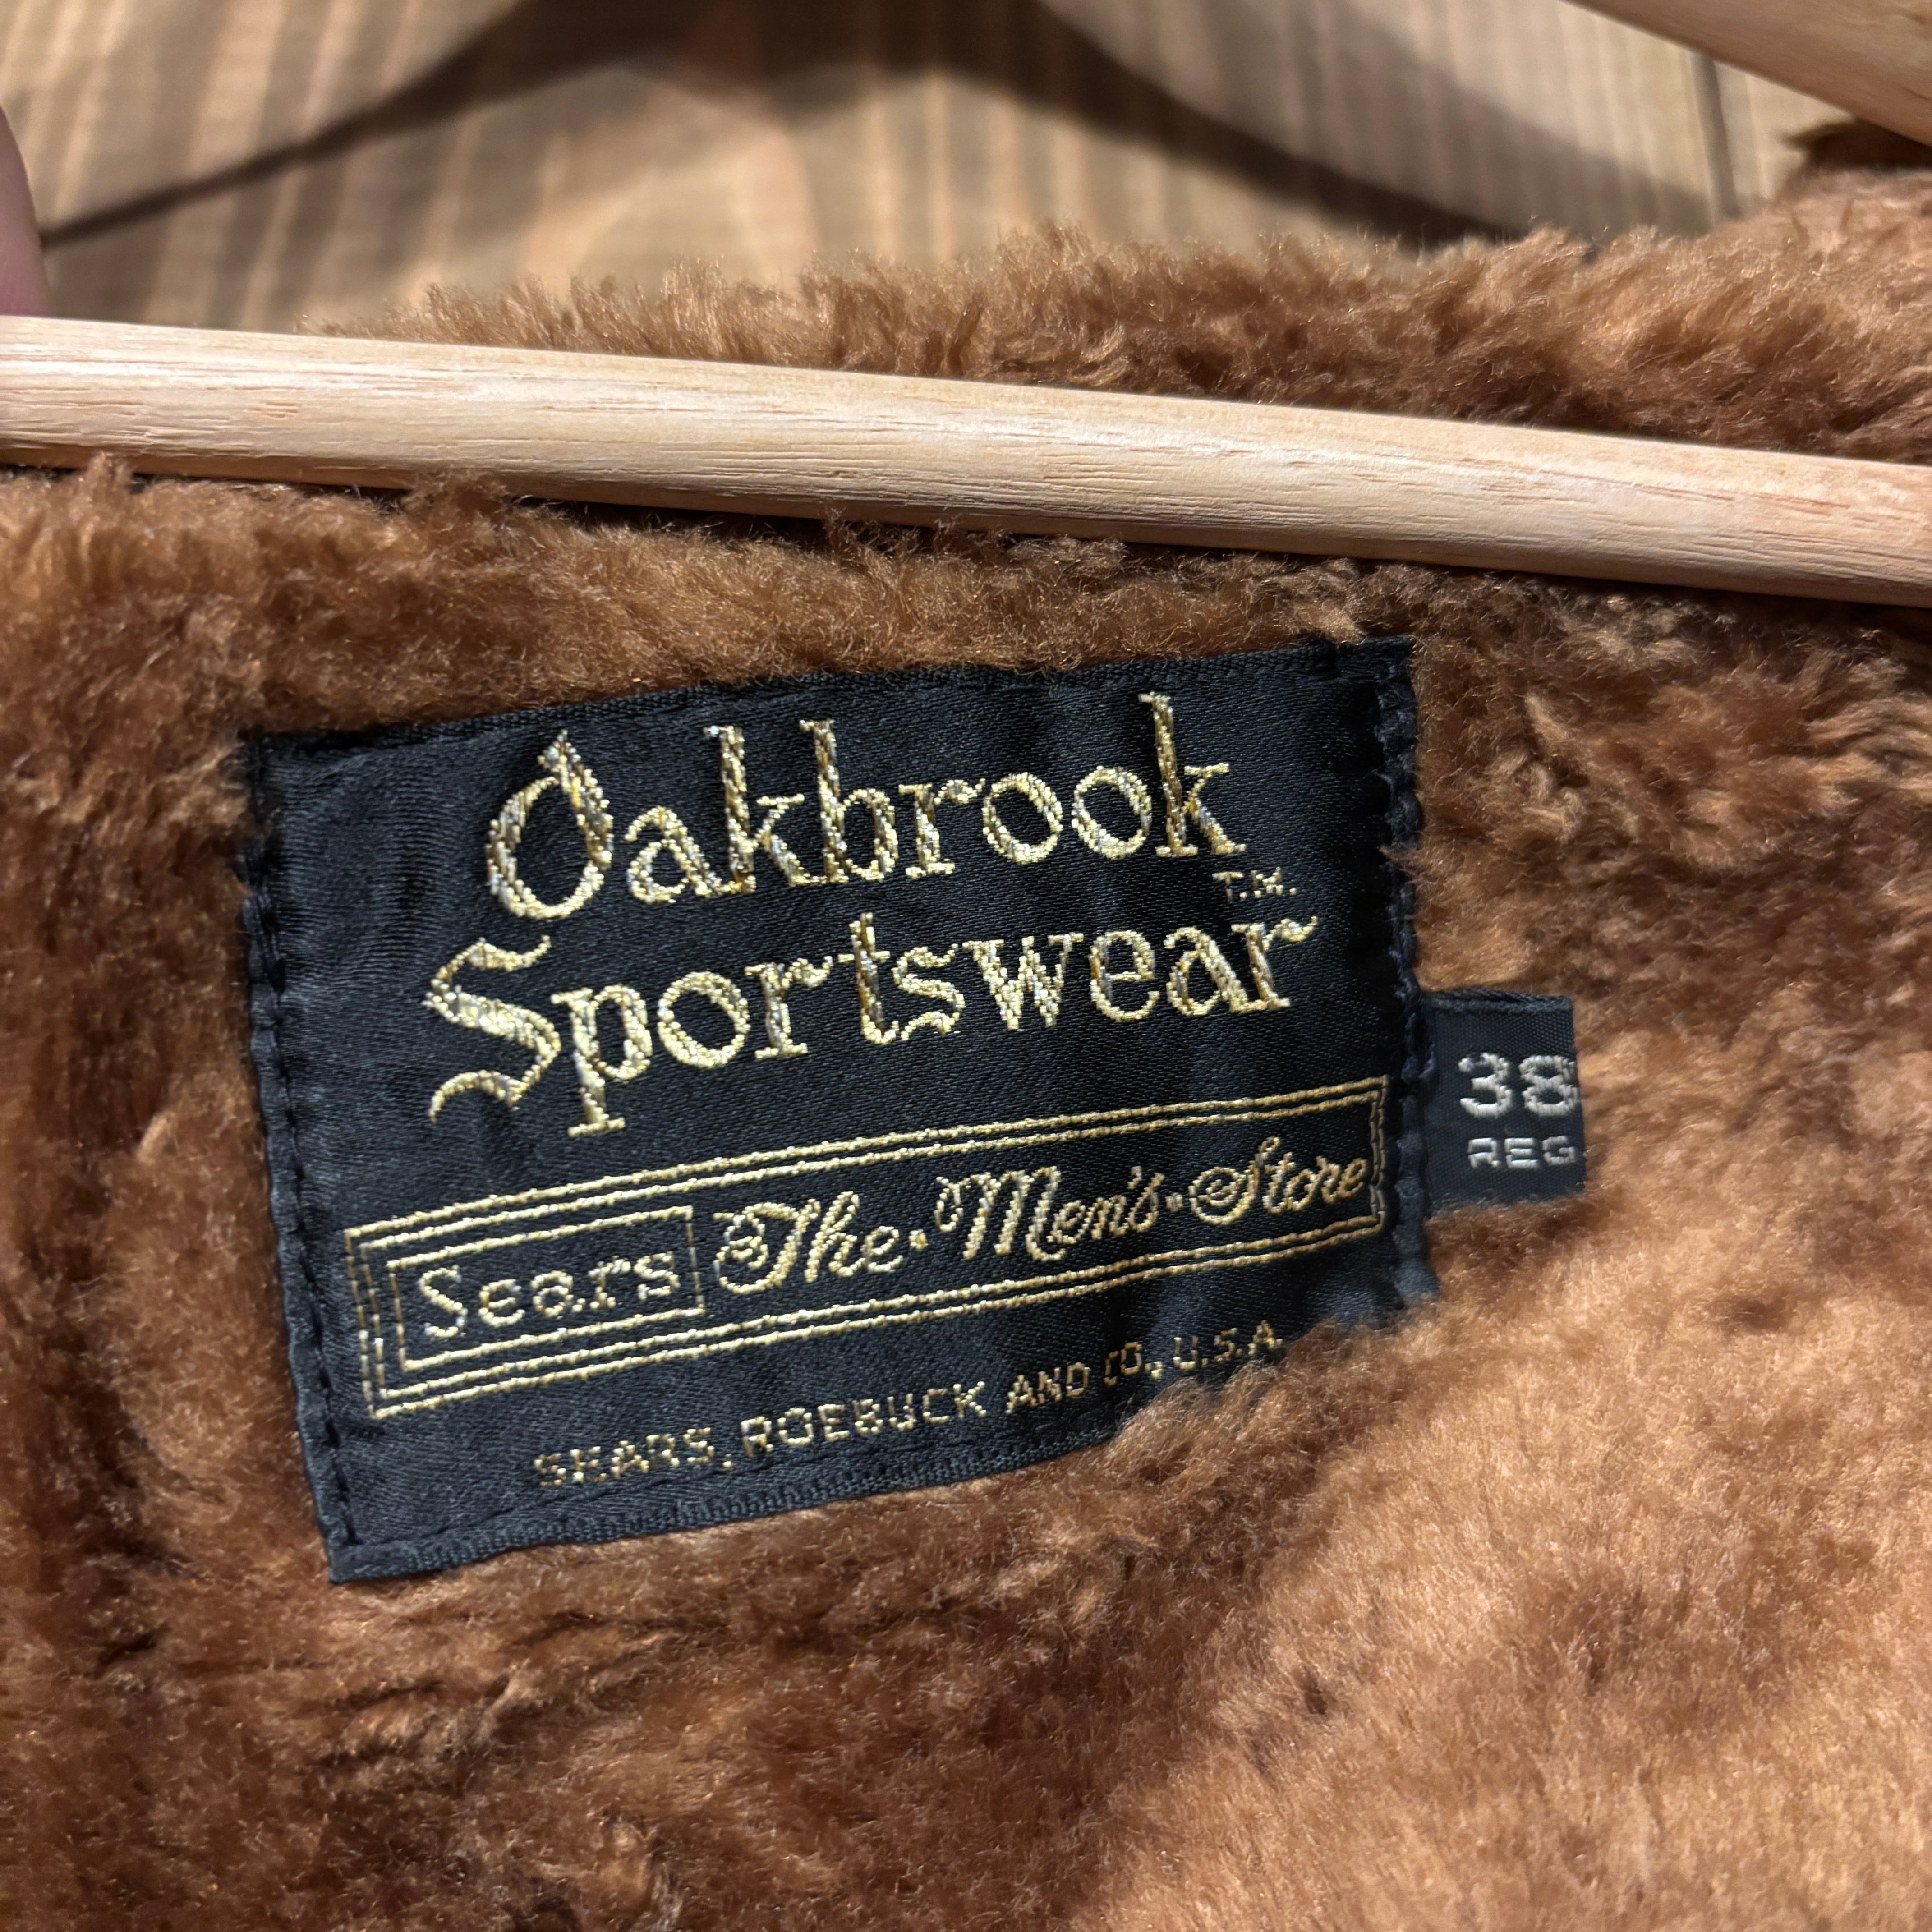 Oakbrook
T.M.
Sportswear
38
REG.
Sears The·Men's·Store
SEARS, ROEBUCK AND CO., U.S.A.